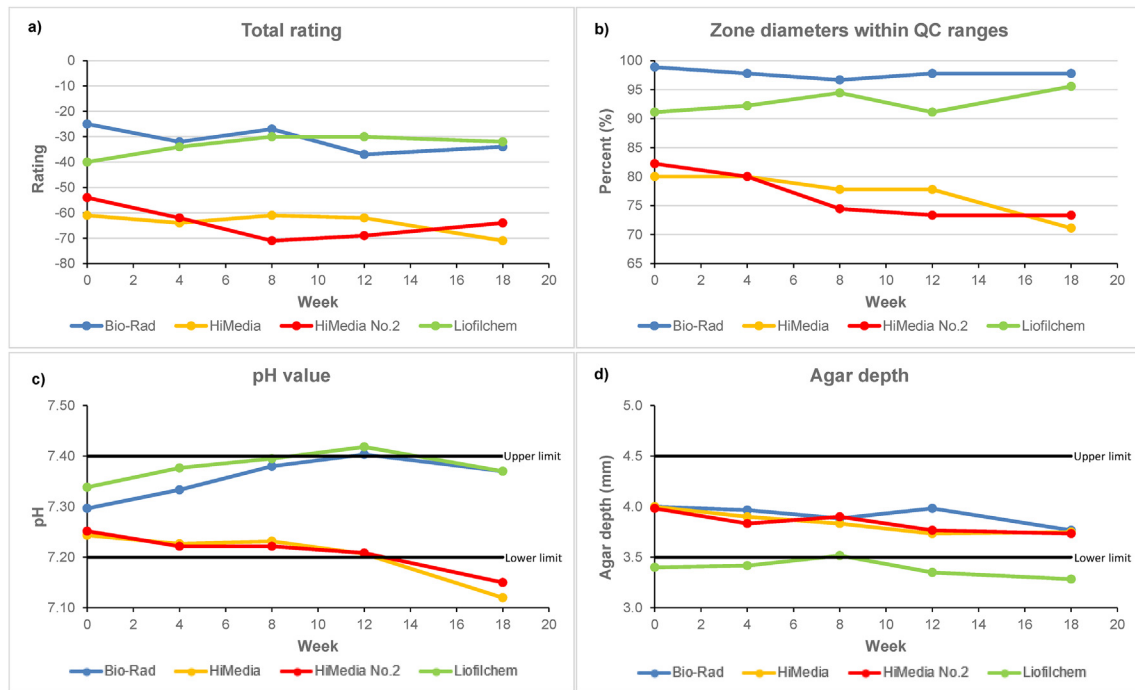 a)
Total rating
0
-10
-20
-30
-40
-50
-60
-70
-80
Rating
0 2 4 6 8 10 12 14 16 18 20
Week
Bio-Rad HiMedia HiMedia No.2 Liofilchem
b)
Zone diameters within QC ranges
100
95
90
85
80
75
70
65
Percent (%)
0 2 4 6 8 10 12 14 16 18 20
Week
Bio-Rad HiMedia HiMedia No.2 Liofilchem
c)
pH value
7.50
7.40
7.30
7.20
7.10
pH
Upper limit
Lower limit
0 2 4 6 8 10 12 14 16 18 20
Week
Bio-Rad HiMedia HiMedia No.2 Liofilchem
d)
Agar depth
5.0
4.5
4.0
3.5
3.0
Agar depth (mm)
Upper limit
Lower limit
0 2 4 6 8 10 12 14 16 18 20
Week
Bio-Rad HiMedia HiMedia No.2 Liofilchem